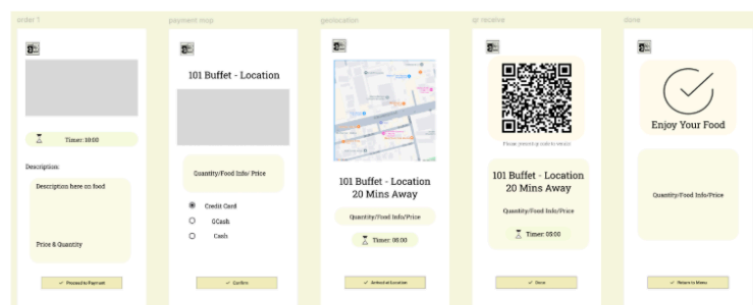 order 1
Timer: 10:00
Description:
Description here on food
Price & Quantity
Proceed to Payment
payment mop
101 Buffet - Location
Quantity/Food Info/ Price
Credit Card
GCash
Cash
Confirm
geolocation
101 Buffet - Location
20 Mins Away
Quantity/Food Info/Price
Timer: 08:00
Arrived at Location
qr receive
101 Buffet - Location
20 Mins Away
Quantity/Food Info/Price
Timer: 05:00
Done
done
Enjoy Your Food
Quantity/Food Info/Price
Return to Menu